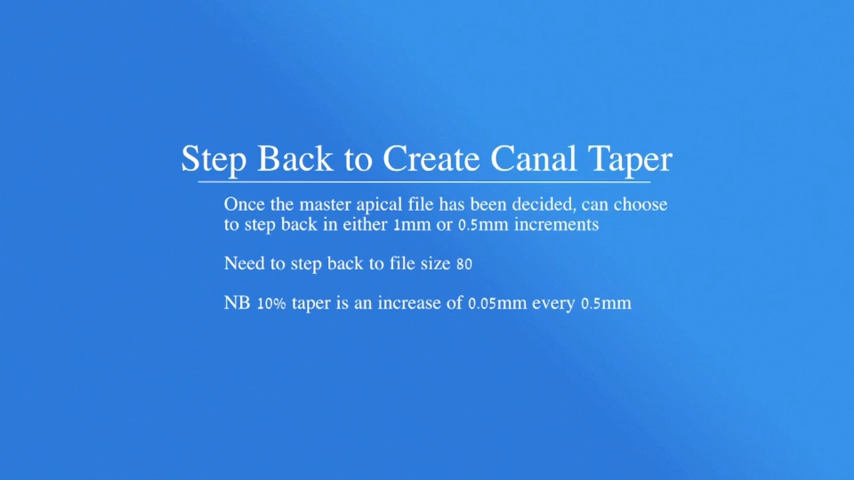 Step Back to Create Canal Taper
Once the master apical file has been decided, can choose
to step back in either 1mm or 0.5mm increments
Need to step back to file size 80
NB 10% taper is an increase of 0.05mm every 0.5mm